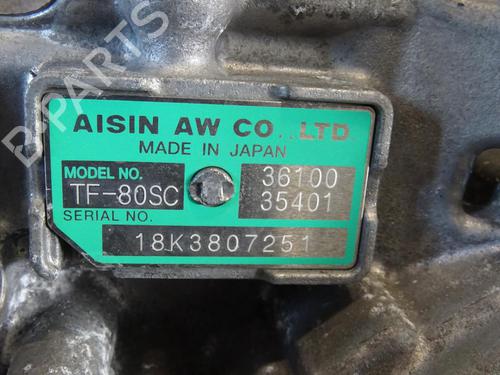 B-PARTS
AISIN AW CO.,LTD
MADE IN JAPAN
MODEL NO. 36100
TF-80SC 35401
SERIAL NO.
18K3807251